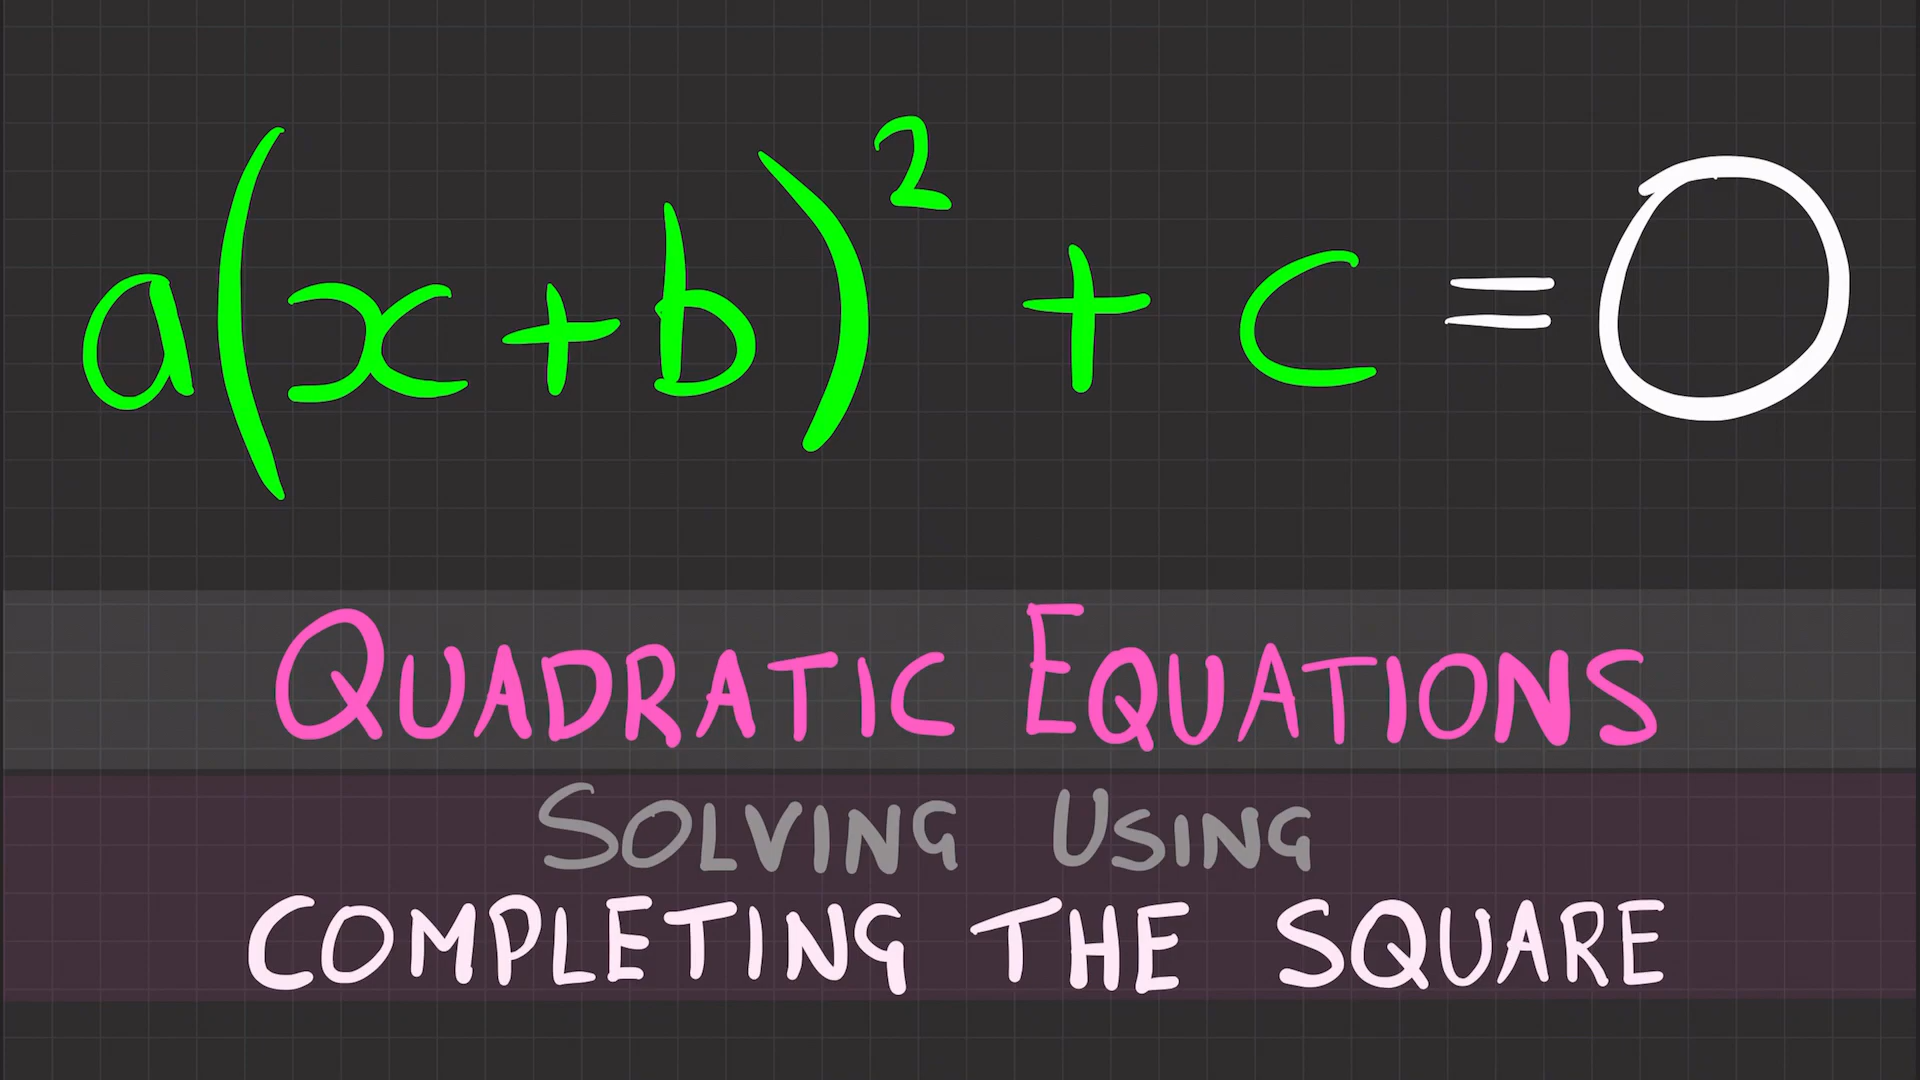 a(x+b)² + c = 0
QUADRATIC EQUATIONS
SOLVING USING
COMPLETING THE SQUARE